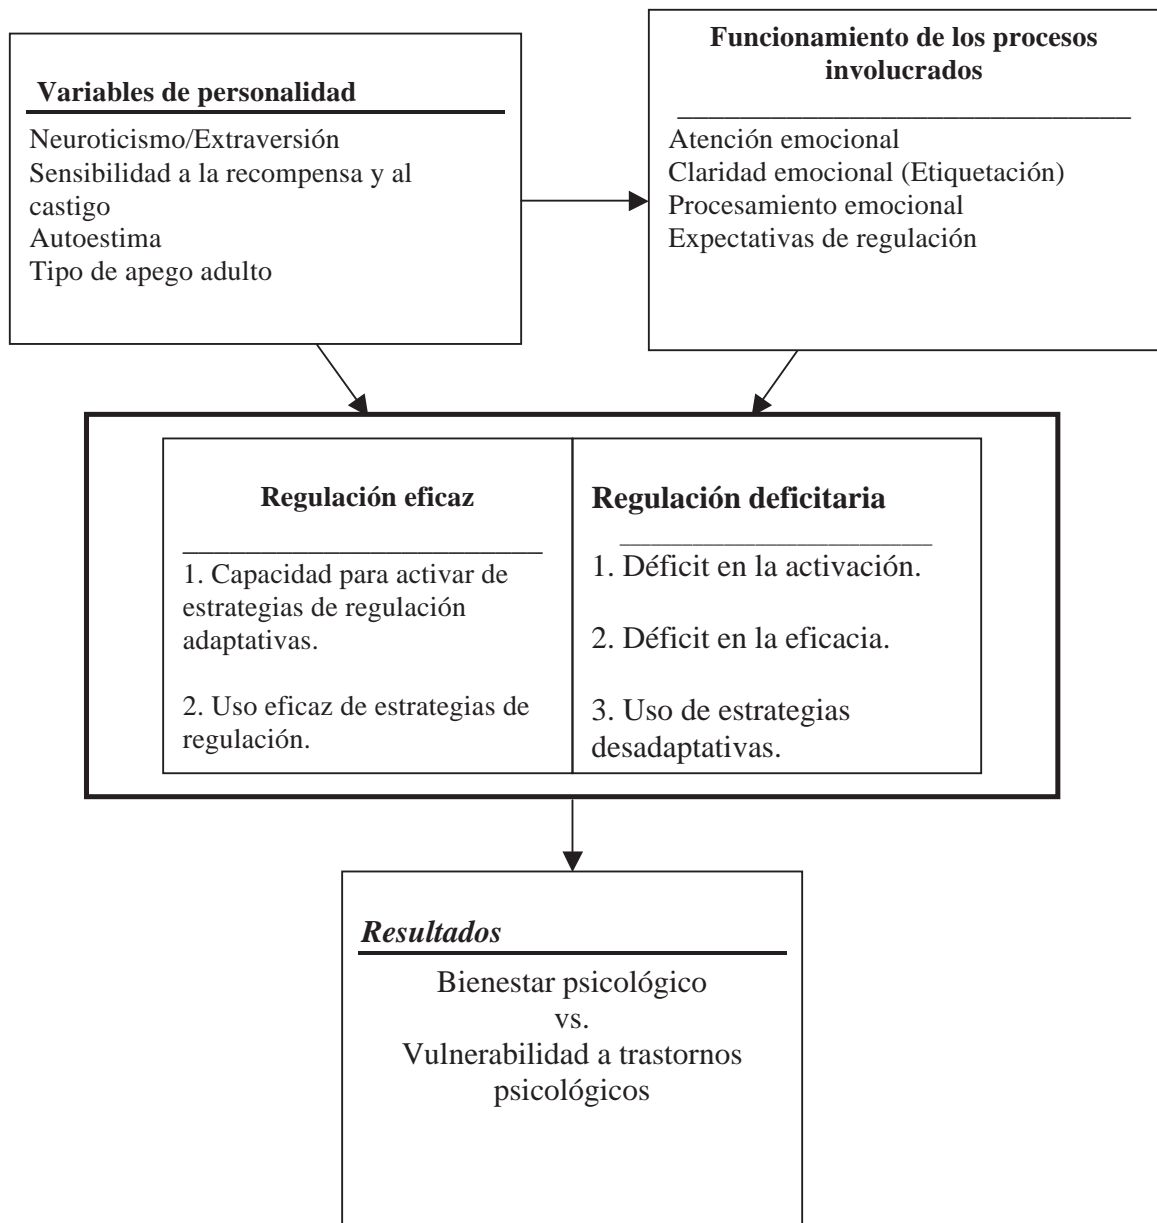 Variables de personalidad
Neuroticismo/Extraversión
Sensibilidad a la recompensa y al
castigo
Autoestima
Tipo de apego adulto
Funcionamiento de los procesos
involucrados
Atención emocional
Claridad emocional (Etiquetación)
Procesamiento emocional
Expectativas de regulación
Regulación eficaz
1. Capacidad para activar de
estrategias de regulación
adaptativas.
2. Uso eficaz de estrategias de
regulación.
Regulación deficitaria
1. Déficit en la activación.
2. Déficit en la eficacia.
3. Uso de estrategias
desadaptativas.
Resultados
Bienestar psicológico
vs.
Vulnerabilidad a trastornos
psicológicos